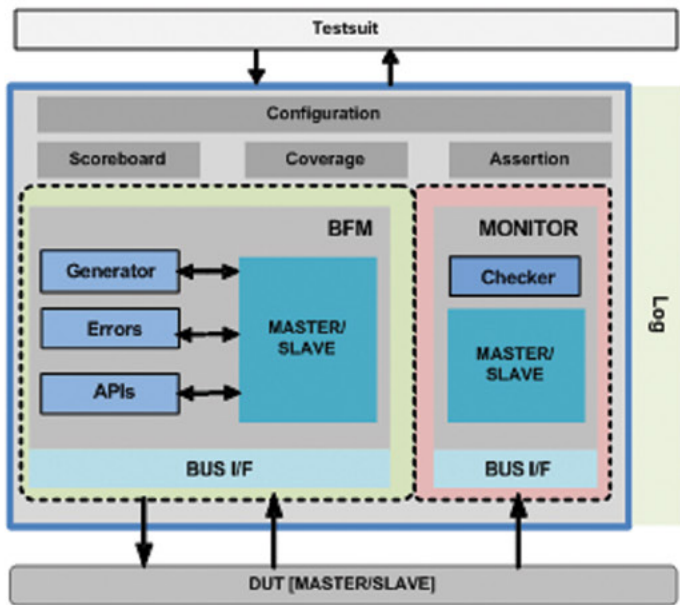 Testsuit
Configuration
Scoreboard
Coverage
Assertion
BFM
Generator
Errors
APIs
MASTER/
SLAVE
BUS I/F
MONITOR
Checker
MASTER/
SLAVE
BUS I/F
Log
DUT [MASTER/SLAVE]